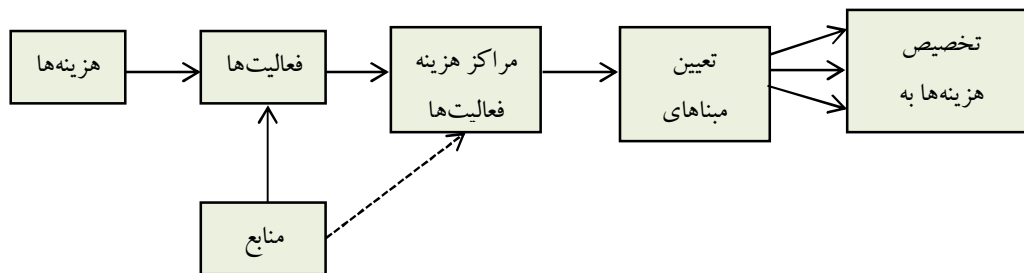 هزینه‌ها
فعالیت‌ها
مراکز هزینه
فعالیت‌ها
تعیین
مبناهای
تخصیص
هزینه‌ها به
منابع